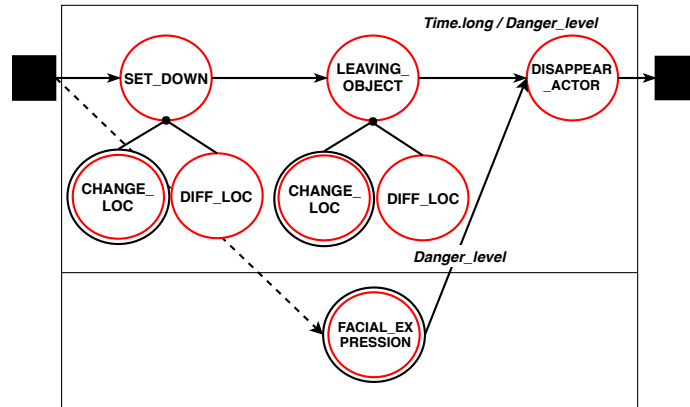 Time.long / Danger_level
SET_DOWN
LEAVING_
OBJECT
DISAPPEAR
_ACTOR
CHANGE_
LOC
DIFF_LOC
CHANGE_
LOC
DIFF_LOC
Danger_level
FACIAL_EX
PRESSION